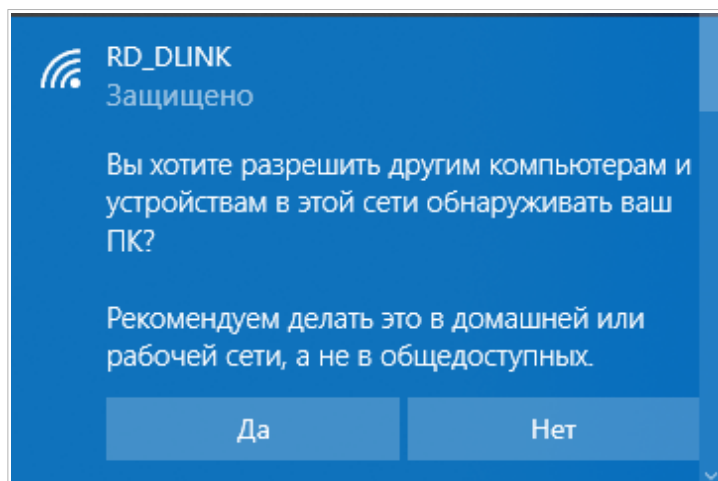 RD_DLINK
Защищено
Вы хотите разрешить другим компьютерам и
устройствам в этой сети обнаруживать ваш
ПК?
Рекомендуем делать это в домашней или
рабочей сети, а не в общедоступных.
Да
Нет